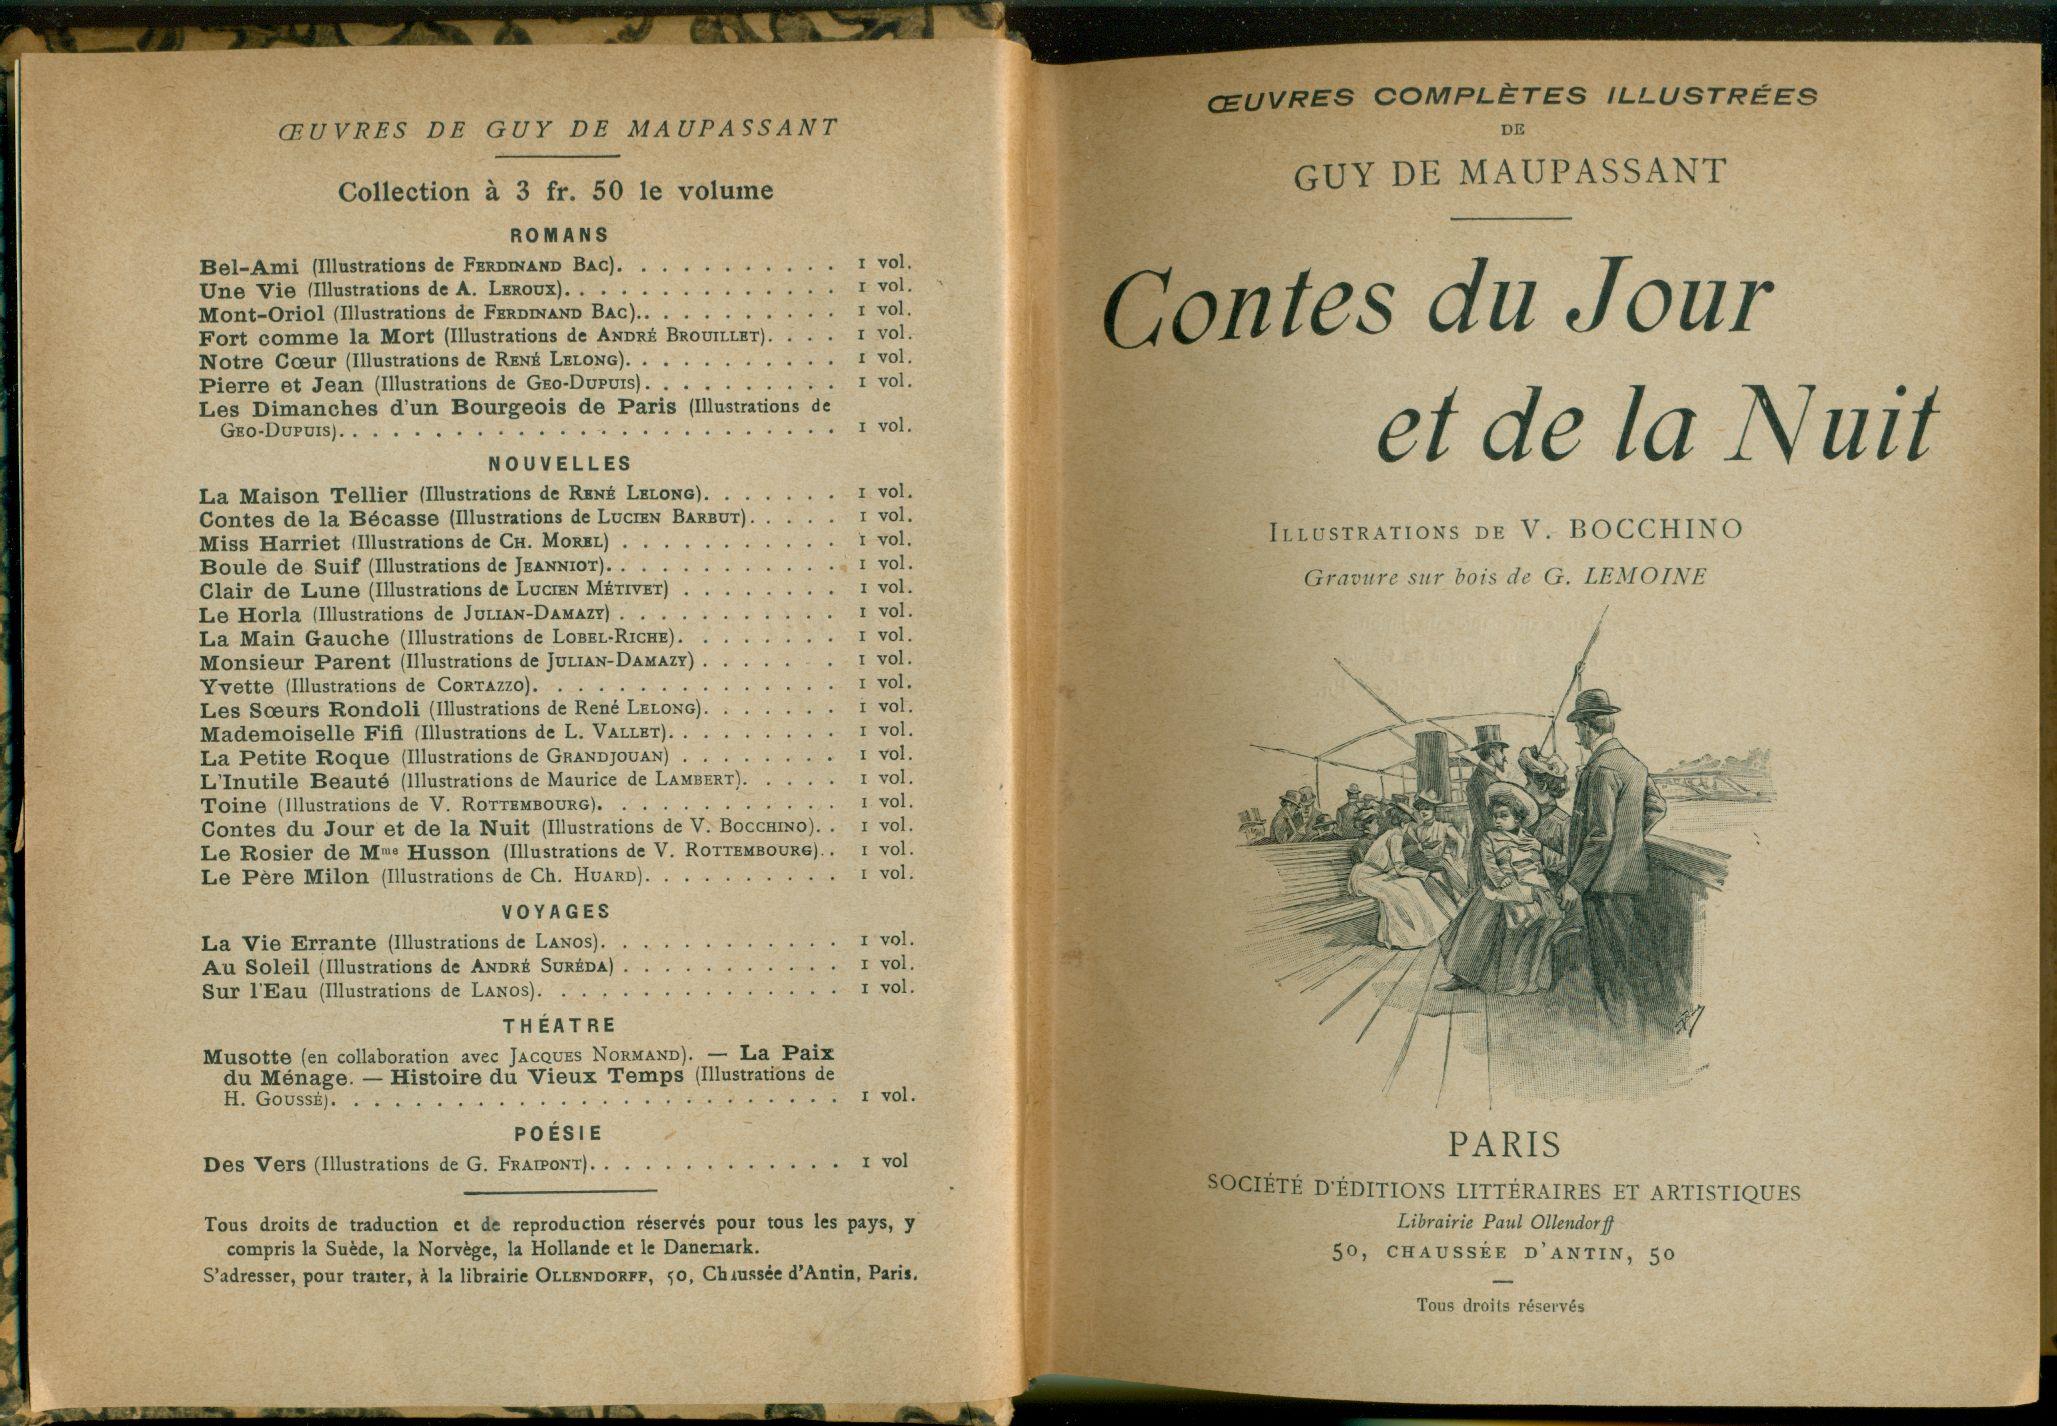 ŒUVRES DE GUY DE MAUPASSANT
Collection à 3 fr. 50 le volume
ROMANS
Bel-Ami (Illustrations de FERDINAND BAC). . . . . . . . . . . 1 vol.
Une Vie (Illustrations de A. LEROUX). . . . . . . . . . . . . . 1 vol.
Mont-Oriol (Illustrations de FERDINAND BAC).. . . . . . . . . . 1 vol.
Fort comme la Mort (Illustrations de ANDRÉ BROUILLET). . . . 1 vol.
Notre Cœur (Illustrations de RENÉ LELONG). . . . . . . . . . . 1 vol.
Pierre et Jean (Illustrations de GEO-DUPUIS). . . . . . . . . . 1 vol.
Les Dimanches d'un Bourgeois de Paris (Illustrations de
GEO-DUPUIS). . . . . . . . . . . . . . . . . . . . . . . . . 1 vol.
NOUVELLES
La Maison Tellier (Illustrations de RENÉ LELONG). . . . . . . 1 vol.
Contes de la Bécasse (Illustrations de LUCIEN BARBUT). . . . . 1 vol.
Miss Harriet (Illustrations de CH. MOREL) . . . . . . . . . . . 1 vol.
Boule de Suif (Illustrations de JEANNIOT). . . . . . . . . . . . 1 vol.
Clair de Lune (Illustrations de LUCIEN MÉTIVET) . . . . . . . . 1 vol.
Le Horla (Illustrations de JULIAN-DAMAZY) . . . . . . . . . . . 1 vol.
La Main Gauche (Illustrations de LOBEL-RICHE). . . . . . . . 1 vol.
Monsieur Parent (Illustrations de JULIAN-DAMAZY) . . . . . . . 1 vol.
Yvette (Illustrations de CORTAZZO). . . . . . . . . . . . . . . 1 vol.
Les Sœurs Rondoli (Illustrations de René LELONG). . . . . . . 1 vol.
Mademoiselle Fifi (Illustrations de L. VALLET). . . . . . . . . 1 vol.
La Petite Roque (Illustrations de GRANDJOUAN) . . . . . . . . 1 vol.
L'Inutile Beauté (Illustrations de Maurice de LAMBERT). . . . . 1 vol.
Toine (Illustrations de V. ROTTEMBOURG). . . . . . . . . . . . 1 vol.
Contes du Jour et de la Nuit (Illustrations de V. BOCCHINO). . 1 vol.
Le Rosier de Mme Husson (Illustrations de V. ROTTEMBOURG). . 1 vol.
Le Père Milon (Illustrations de Ch. HUARD). . . . . . . . . . 1 vol.
VOYAGES
La Vie Errante (Illustrations de LANOS). . . . . . . . . . . . 1 vol.
Au Soleil (Illustrations de ANDRÉ SURÉDA) . . . . . . . . . . . 1 vol.
Sur l'Eau (Illustrations de LANOS). . . . . . . . . . . . . . . 1 vol.
THÉATRE
Musotte (en collaboration avec JACQUES NORMAND). — La Paix
du Ménage. — Histoire du Vieux Temps (Illustrations de
H. GOUSSÉ). . . . . . . . . . . . . . . . . . . . . . . . . 1 vol.
POÉSIE
Des Vers (Illustrations de G. FRAIPONT). . . . . . . . . . . . . 1 vol
Tous droits de traduction et de reproduction réservés pour tous les pays, y
compris la Suède, la Norvège, la Hollande et le Danemark.
S'adresser, pour traiter, à la librairie OLLENDORFF, 50, Chaussée d'Antin, Paris.
ŒUVRES COMPLÈTES ILLUSTRÉES
DE
GUY DE MAUPASSANT
Contes du Jour
et de la Nuit
ILLUSTRATIONS DE V. BOCCHINO
Gravure sur bois de G. LEMOINE
PARIS
SOCIÉTÉ D'ÉDITIONS LITTÉRAIRES ET ARTISTIQUES
Librairie Paul Ollendorff
50, CHAUSSÉE D'ANTIN, 50
Tous droits réservés